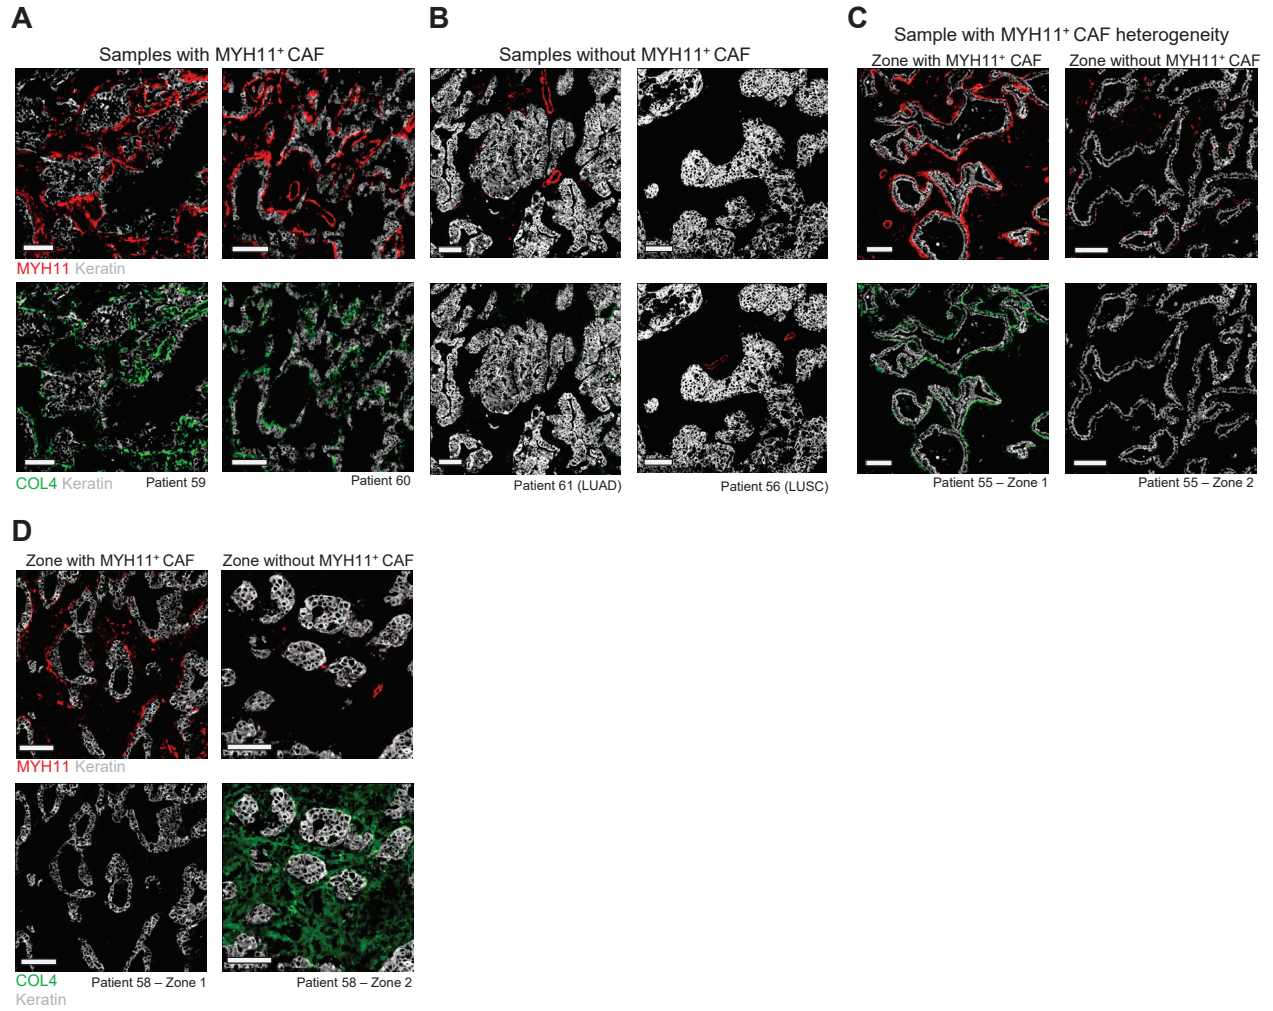 A
Samples with MYH11⁺ CAF
MYH11 Keratin
COL4 Keratin
Patient 59
Patient 60
B
Samples without MYH11⁺ CAF
Patient 61 (LUAD)
Patient 56 (LUSC)
C
Sample with MYH11⁺ CAF heterogeneity
Zone with MYH11⁺ CAF
Zone without MYH11⁺ CAF
Patient 55 – Zone 1
Patient 55 – Zone 2
D
Zone with MYH11⁺ CAF
Zone without MYH11⁺ CAF
MYH11 Keratin
COL4
Keratin
Patient 58 – Zone 1
Patient 58 – Zone 2